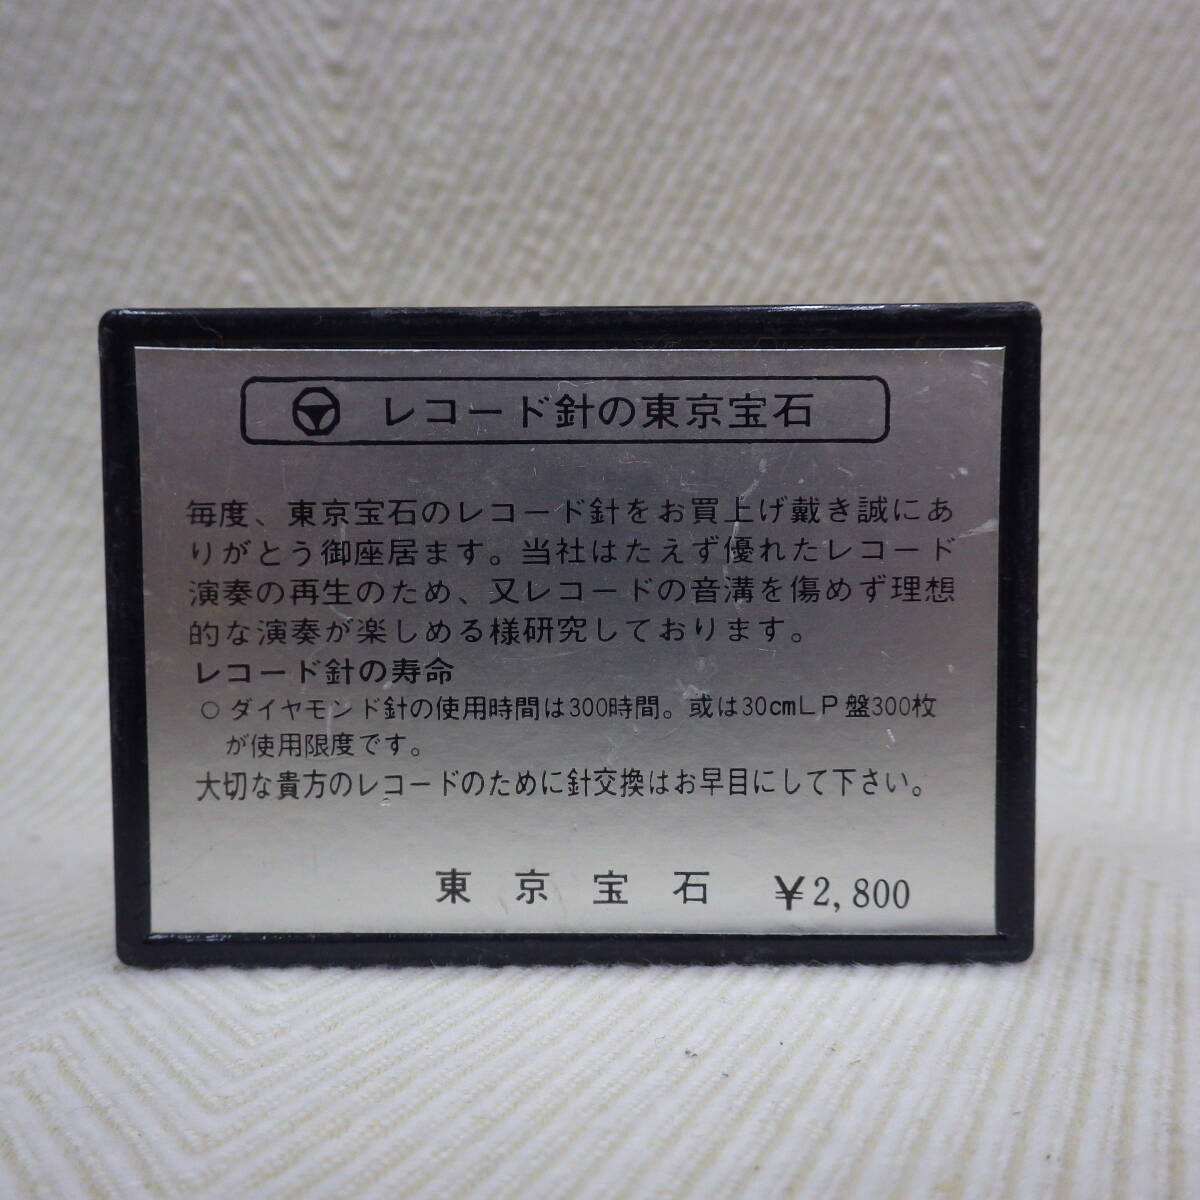 レコード針の東京宝石
毎度、東京宝石のレコード針をお買上げ戴き誠にあ
りがとう御座居ます。当社はたえず優れたレコード
演奏の再生のため、又レコードの音溝を傷めず理想
的な演奏が楽しめる様研究しております。
レコード針の寿命
○ ダイヤモンド針の使用時間は300時間。或は30cmLP盤300枚
が使用限度です。
大切な貴方のレコードのために針交換はお早目にして下さい。
東京宝石 ¥2,800